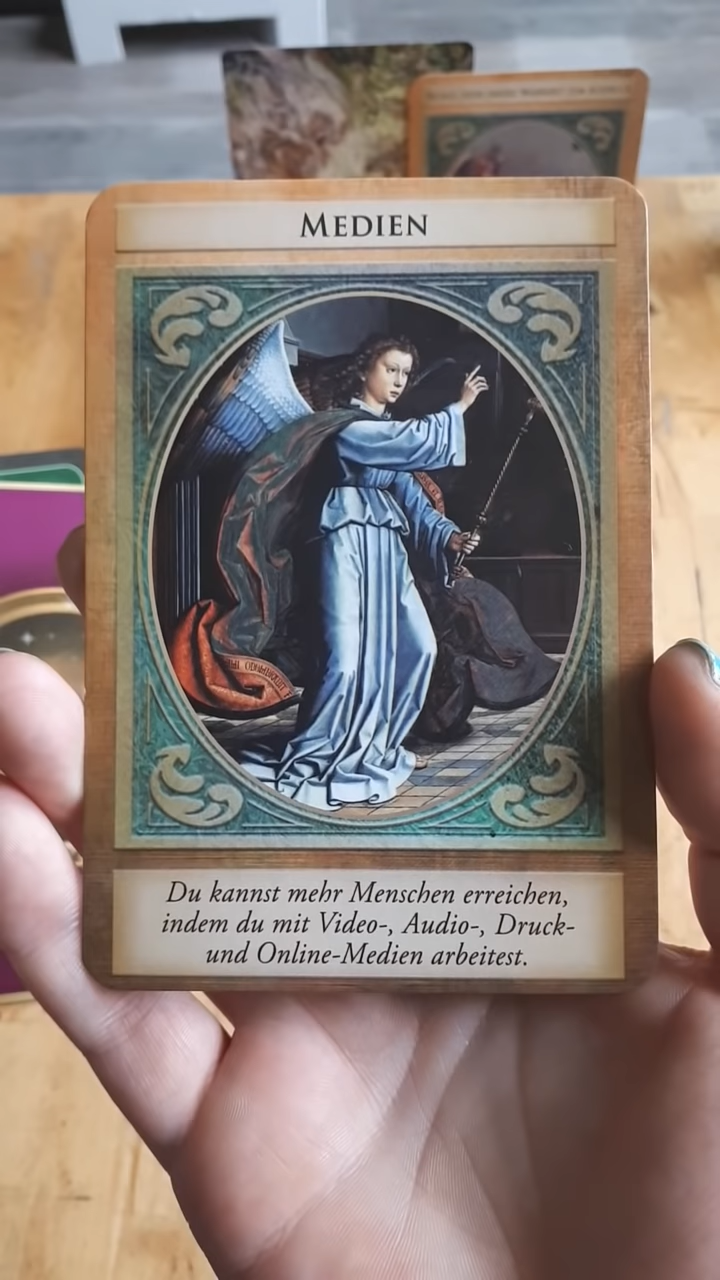 MEDIEN
Du kannst mehr Menschen erreichen,
indem du mit Video-, Audio-, Druck-
und Online-Medien arbeitest.